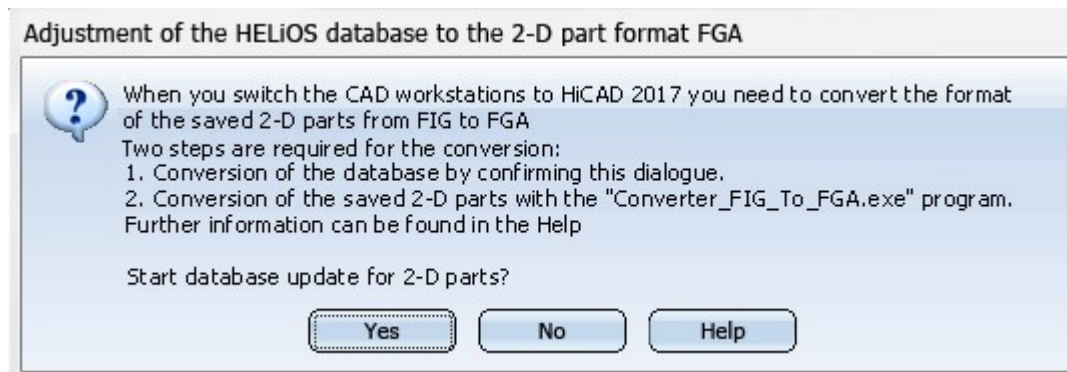 Adjustment of the HELiOS database to the 2-D part format FGA
When you switch the CAD workstations to HiCAD 2017 you need to convert the format
of the saved 2-D parts from FIG to FGA
Two steps are required for the conversion:
1. Conversion of the database by confirming this dialogue.
2. Conversion of the saved 2-D parts with the "Converter_FIG_To_FGA.exe" program.
Further information can be found in the Help
Start database update for 2-D parts?
Yes No Help